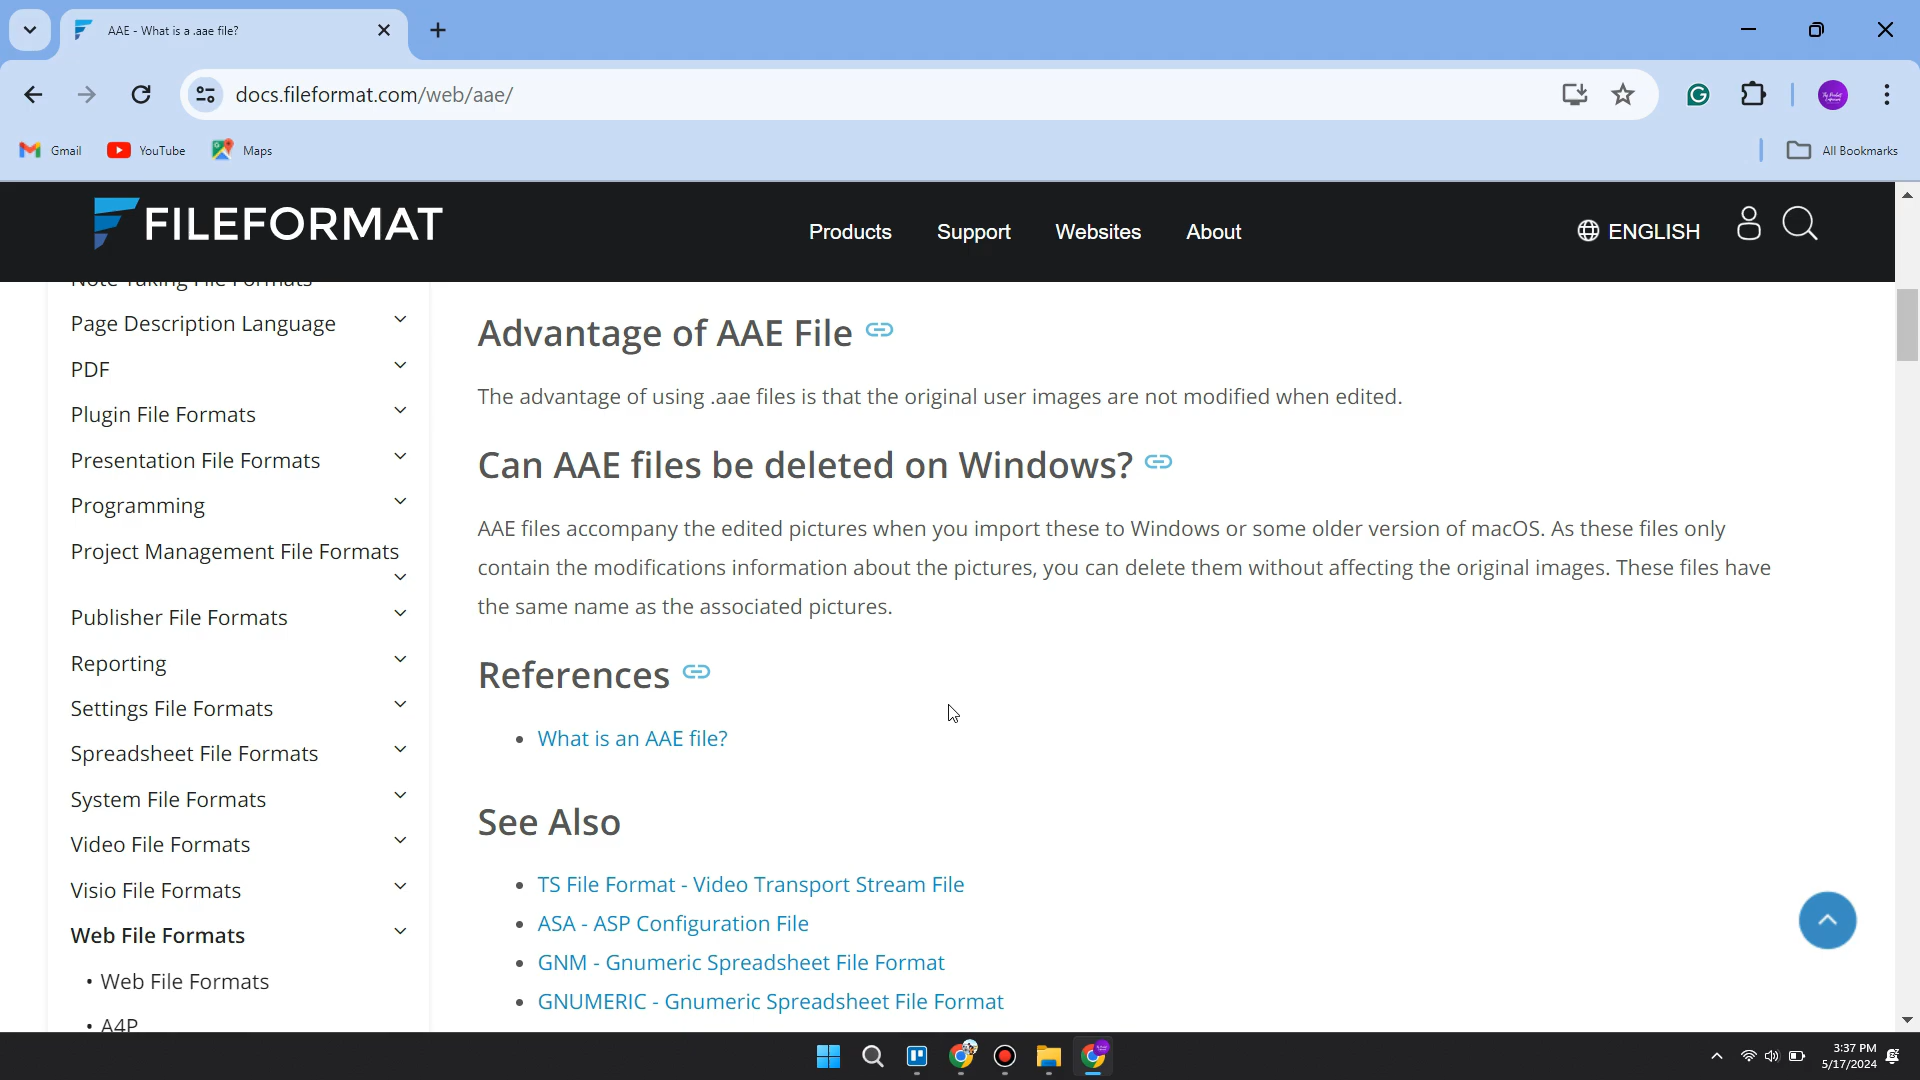 AAE - What is a .aae file?
docs.fileformat.com/web/aae/
Gmail
YouTube
Maps
All Bookmarks
FILEFORMAT
Products
Support
Websites
About
ENGLISH
Note Taking File Formats
Page Description Language
PDF
Plugin File Formats
Presentation File Formats
Programming
Project Management File Formats
Publisher File Formats
Reporting
Settings File Formats
Spreadsheet File Formats
System File Formats
Video File Formats
Visio File Formats
Web File Formats
• Web File Formats
• A4P
Advantage of AAE File
The advantage of using .aae files is that the original user images are not modified when edited.
Can AAE files be deleted on Windows?
AAE files accompany the edited pictures when you import these to Windows or some older version of macOS. As these files only
contain the modifications information about the pictures, you can delete them without affecting the original images. These files have
the same name as the associated pictures.
References
• What is an AAE file?
See Also
• TS File Format - Video Transport Stream File
• ASA - ASP Configuration File
• GNM - Gnumeric Spreadsheet File Format
• GNUMERIC - Gnumeric Spreadsheet File Format
3:37 PM
5/17/2024